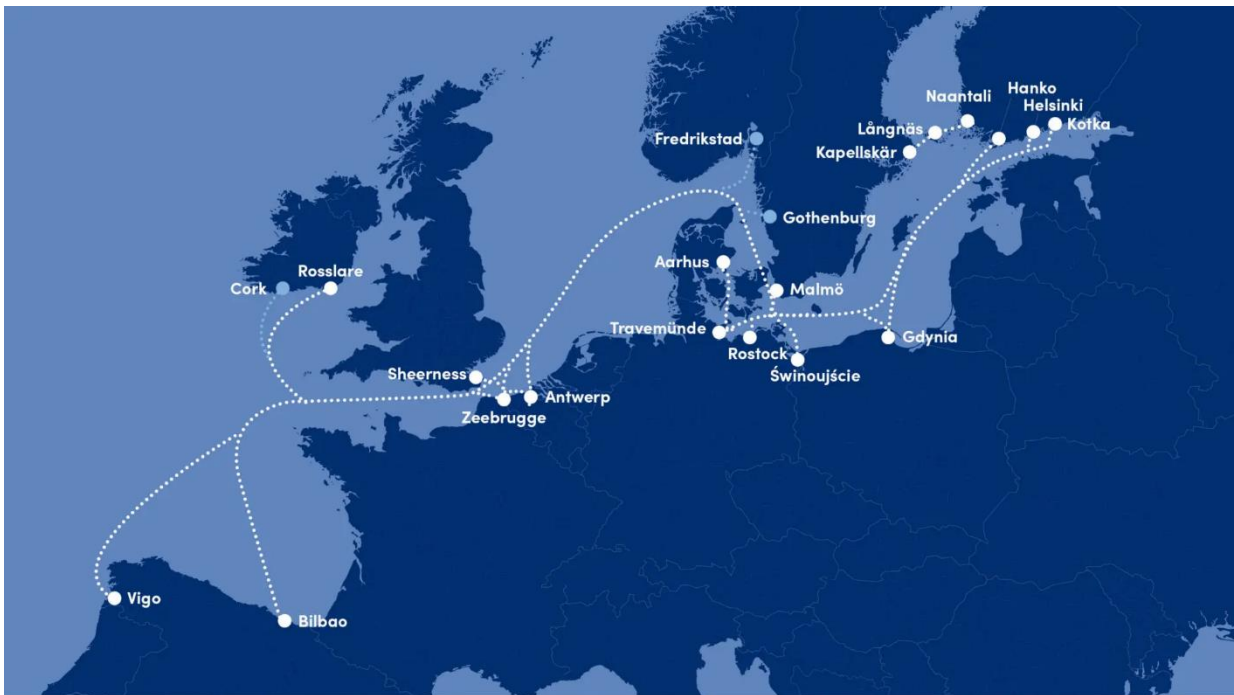 Hanko
Naantali
Helsinki
Kotka
Långnäs
Fredrikstad
Kapellskär
Gothenburg
Aarhus
Rosslare
Cork
Malmö
Travemünde
Gdynia
Rostock
Świnoujście
Sheerness
Antwerp
Zeebrugge
Vigo
Bilbao